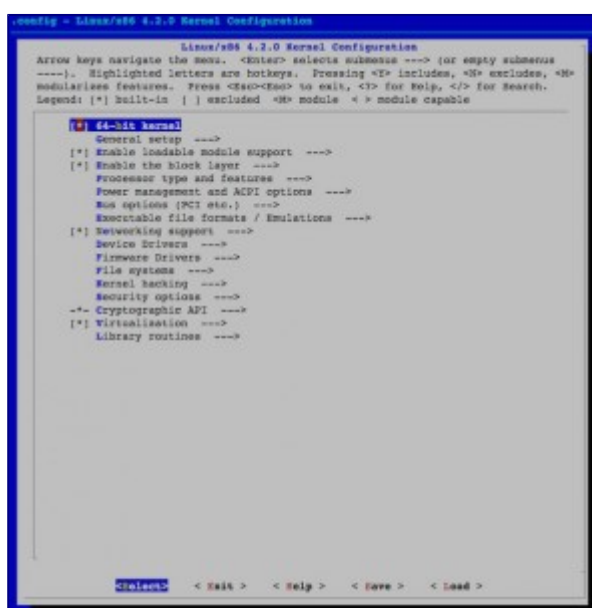 .config - Linux/x86 4.2.0 Kernel Configuration
Linux/x86 4.2.0 Kernel Configuration
Arrow keys navigate the menu. <Enter> selects submenus ---> (or empty submenus
----). Highlighted letters are hotkeys. Pressing <Y> includes, <N> excludes, <M>
modularizes features. Press <Esc><Esc> to exit, <?> for Help, </> for Search.
Legend: [*] built-in [ ] excluded <M> module < > module capable
[*] 64-bit kernel
General setup --->
[*] Enable loadable module support --->
[*] Enable the block layer --->
Processor type and features --->
Power management and ACPI options --->
Bus options (PCI etc.) --->
Executable file formats / Emulations --->
[*] Networking support --->
Device Drivers --->
Firmware Drivers --->
File systems --->
Kernel hacking --->
Security options --->
-*- Cryptographic API --->
[*] Virtualization --->
Library routines --->
<Select> < Exit > < Help > < Save > < Load >